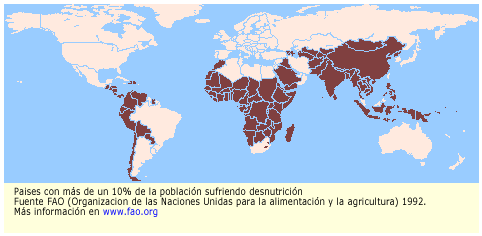 Paises con más de un 10% de la población sufriendo desnutrición
Fuente FAO (Organizacion de las Naciones Unidas para la alimentación y la agricultura) 1992.
Más información en www.fao.org